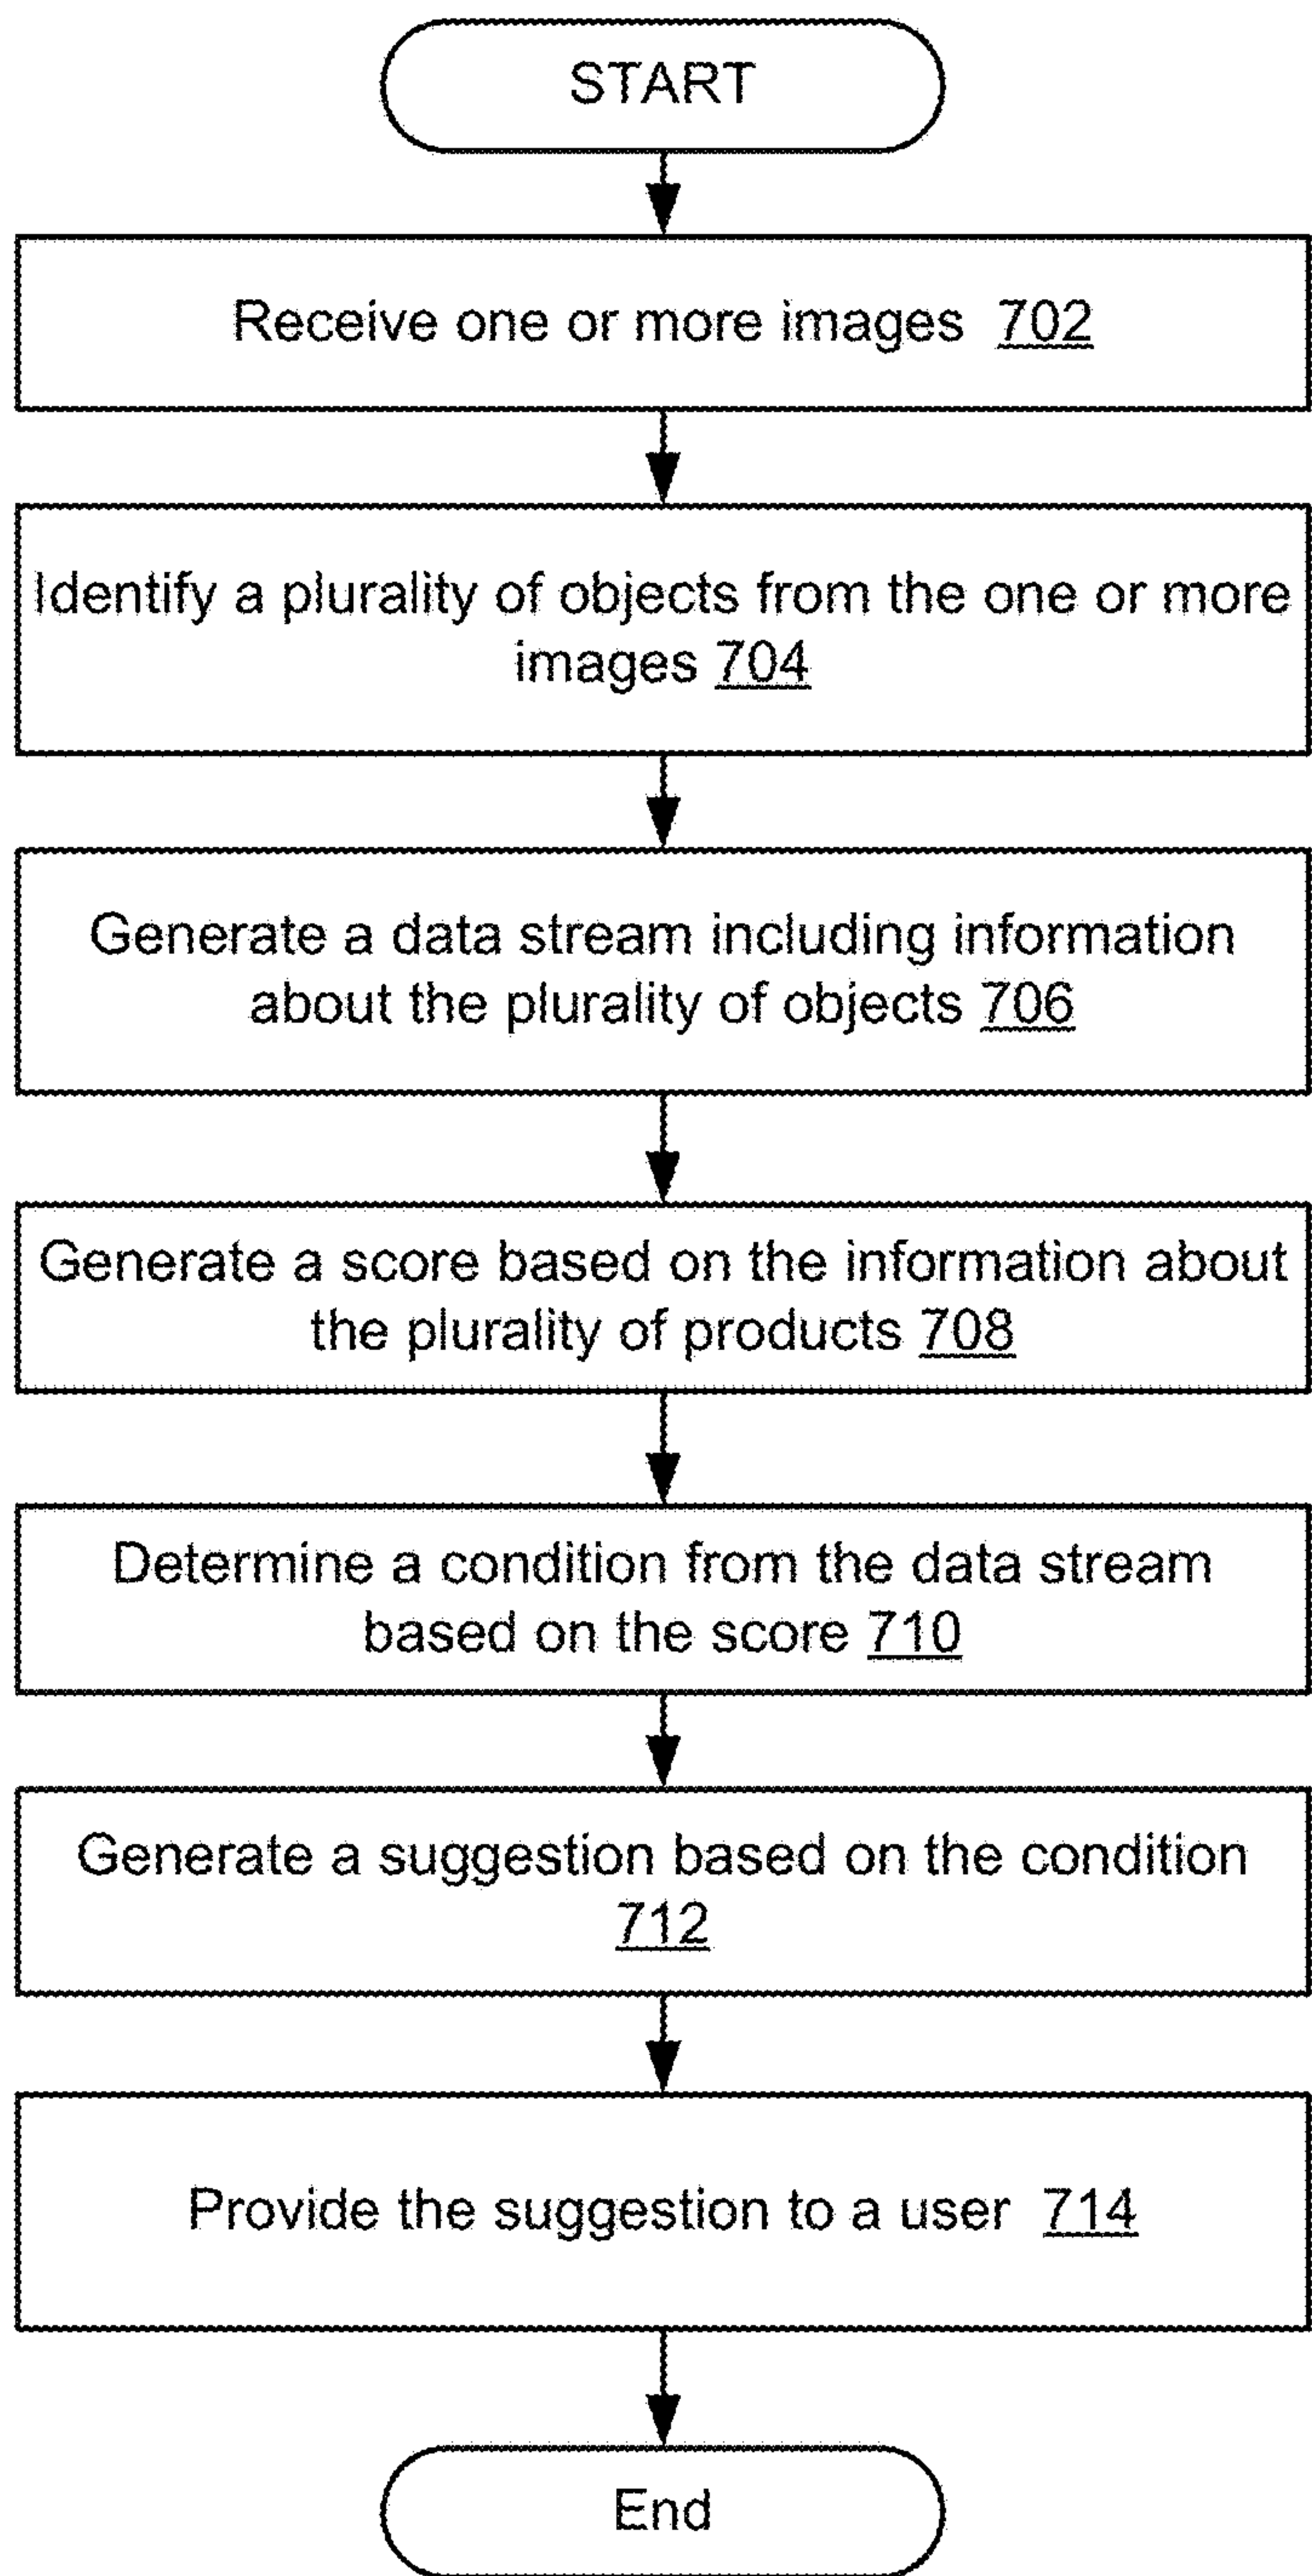 START
Receive one or more images 702
Identify a plurality of objects from the one or more
images 704
Generate a data stream including information
about the plurality of objects 706
Generate a score based on the information about
the plurality of products 708
Determine a condition from the data stream
based on the score 710
Generate a suggestion based on the condition
712
Provide the suggestion to a user 714
End